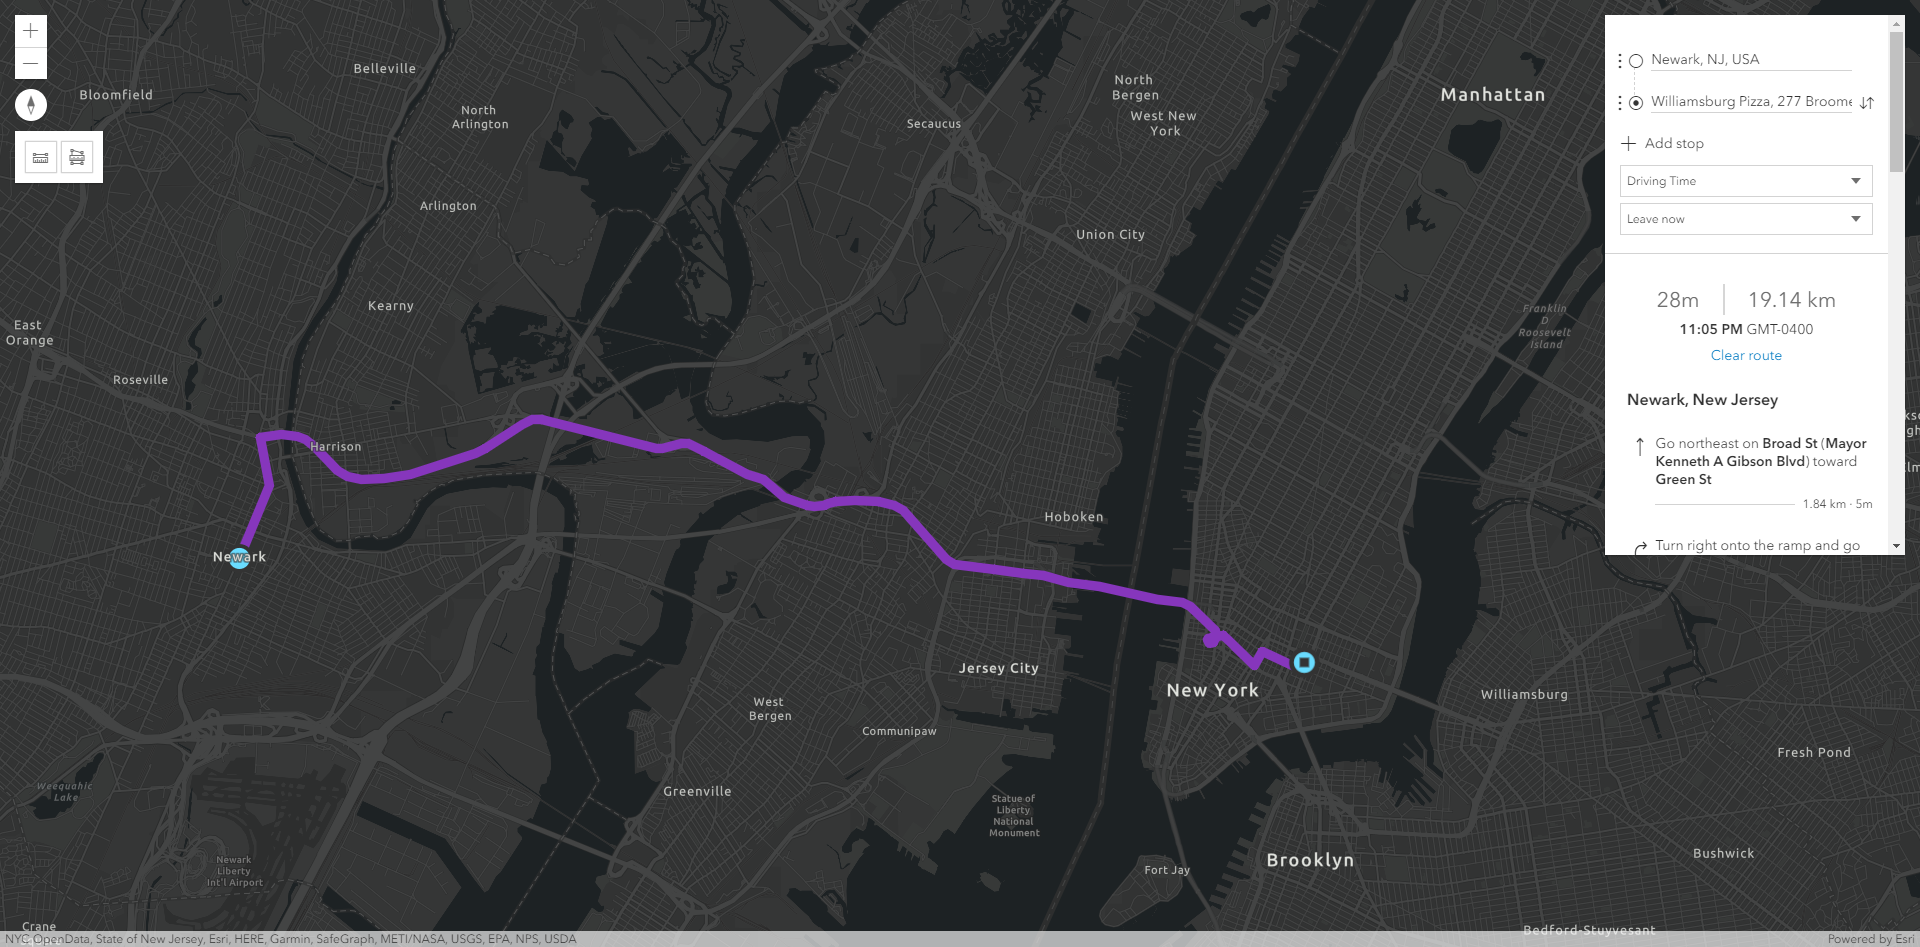 Newark, NJ, USA
Williamsburg Pizza, 277 Broome
Add stop
Driving Time
Leave now
28m
19.14 km
11:05 PM GMT-0400
Clear route
Newark, New Jersey
Go northeast on Broad St (Mayor
Kenneth A Gibson Blvd) toward
Green St
1.84 km · 5m
Turn right onto the ramp and go
Belleville
Bloomfield
North
Arlington
North
Bergen
West New
York
Secaucus
Manhattan
Arlington
Union City
Kearny
East
Orange
Franklin
D
Roosevelt
Island
Roseville
Harrison
Hoboken
Newark
Jersey City
New York
Williamsburg
West
Bergen
Communipaw
Fresh Pond
Weequahic
Lake
Greenville
Statue of
Liberty
National
Monument
Newark
Liberty
Int'l Airport
Fort Jay
Brooklyn
Bushwick
Crane
Bedford-Stuyvesant
NYC OpenData, State of New Jersey, Esri, HERE, Garmin, SafeGraph, METI/NASA, USGS, EPA, NPS, USDA
Powered by Esri